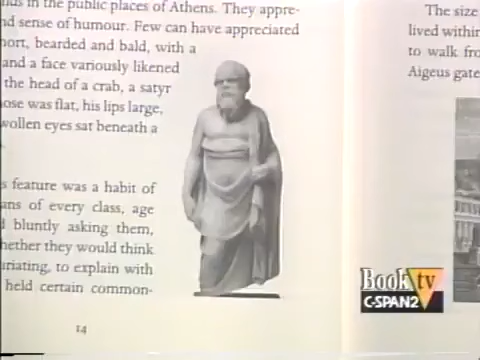 in the public places of Athens. They appre-
nd sense of humour. Few can have appreciated
hort, bearded and bald, with a
and a face variously likened
the head of a crab, a satyr
ose was flat, his lips large,
wollen eyes sat beneath a
s feature was a habit of
ans of every class, age
d bluntly asking them,
hether they would think
uriating, to explain with
held certain common-
14
The size
lived within
to walk fro
Aigeus gate
Book tv
C-SPAN2